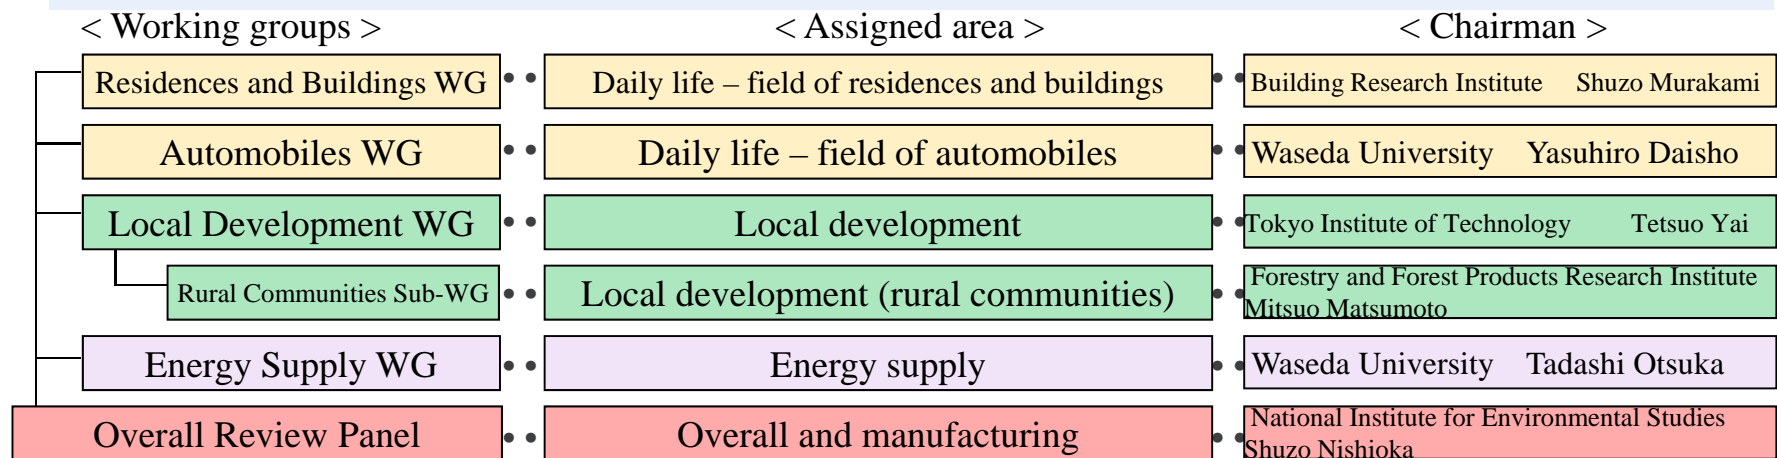 < Working groups > < Assigned area > < Chairman >
Residences and Buildings WG •• Daily life – field of residences and buildings •• Building Research Institute Shuzo Murakami
Automobiles WG •• Daily life – field of automobiles •• Waseda University Yasuhiro Daisho
Local Development WG •• Local development •• Tokyo Institute of Technology Tetsuo Yai
Rural Communities Sub-WG •• Local development (rural communities) •• Forestry and Forest Products Research Institute
Mitsuo Matsumoto
Energy Supply WG •• Energy supply •• Waseda University Tadashi Otsuka
Overall Review Panel •• Overall and manufacturing •• National Institute for Environmental Studies
Shuzo Nishioka